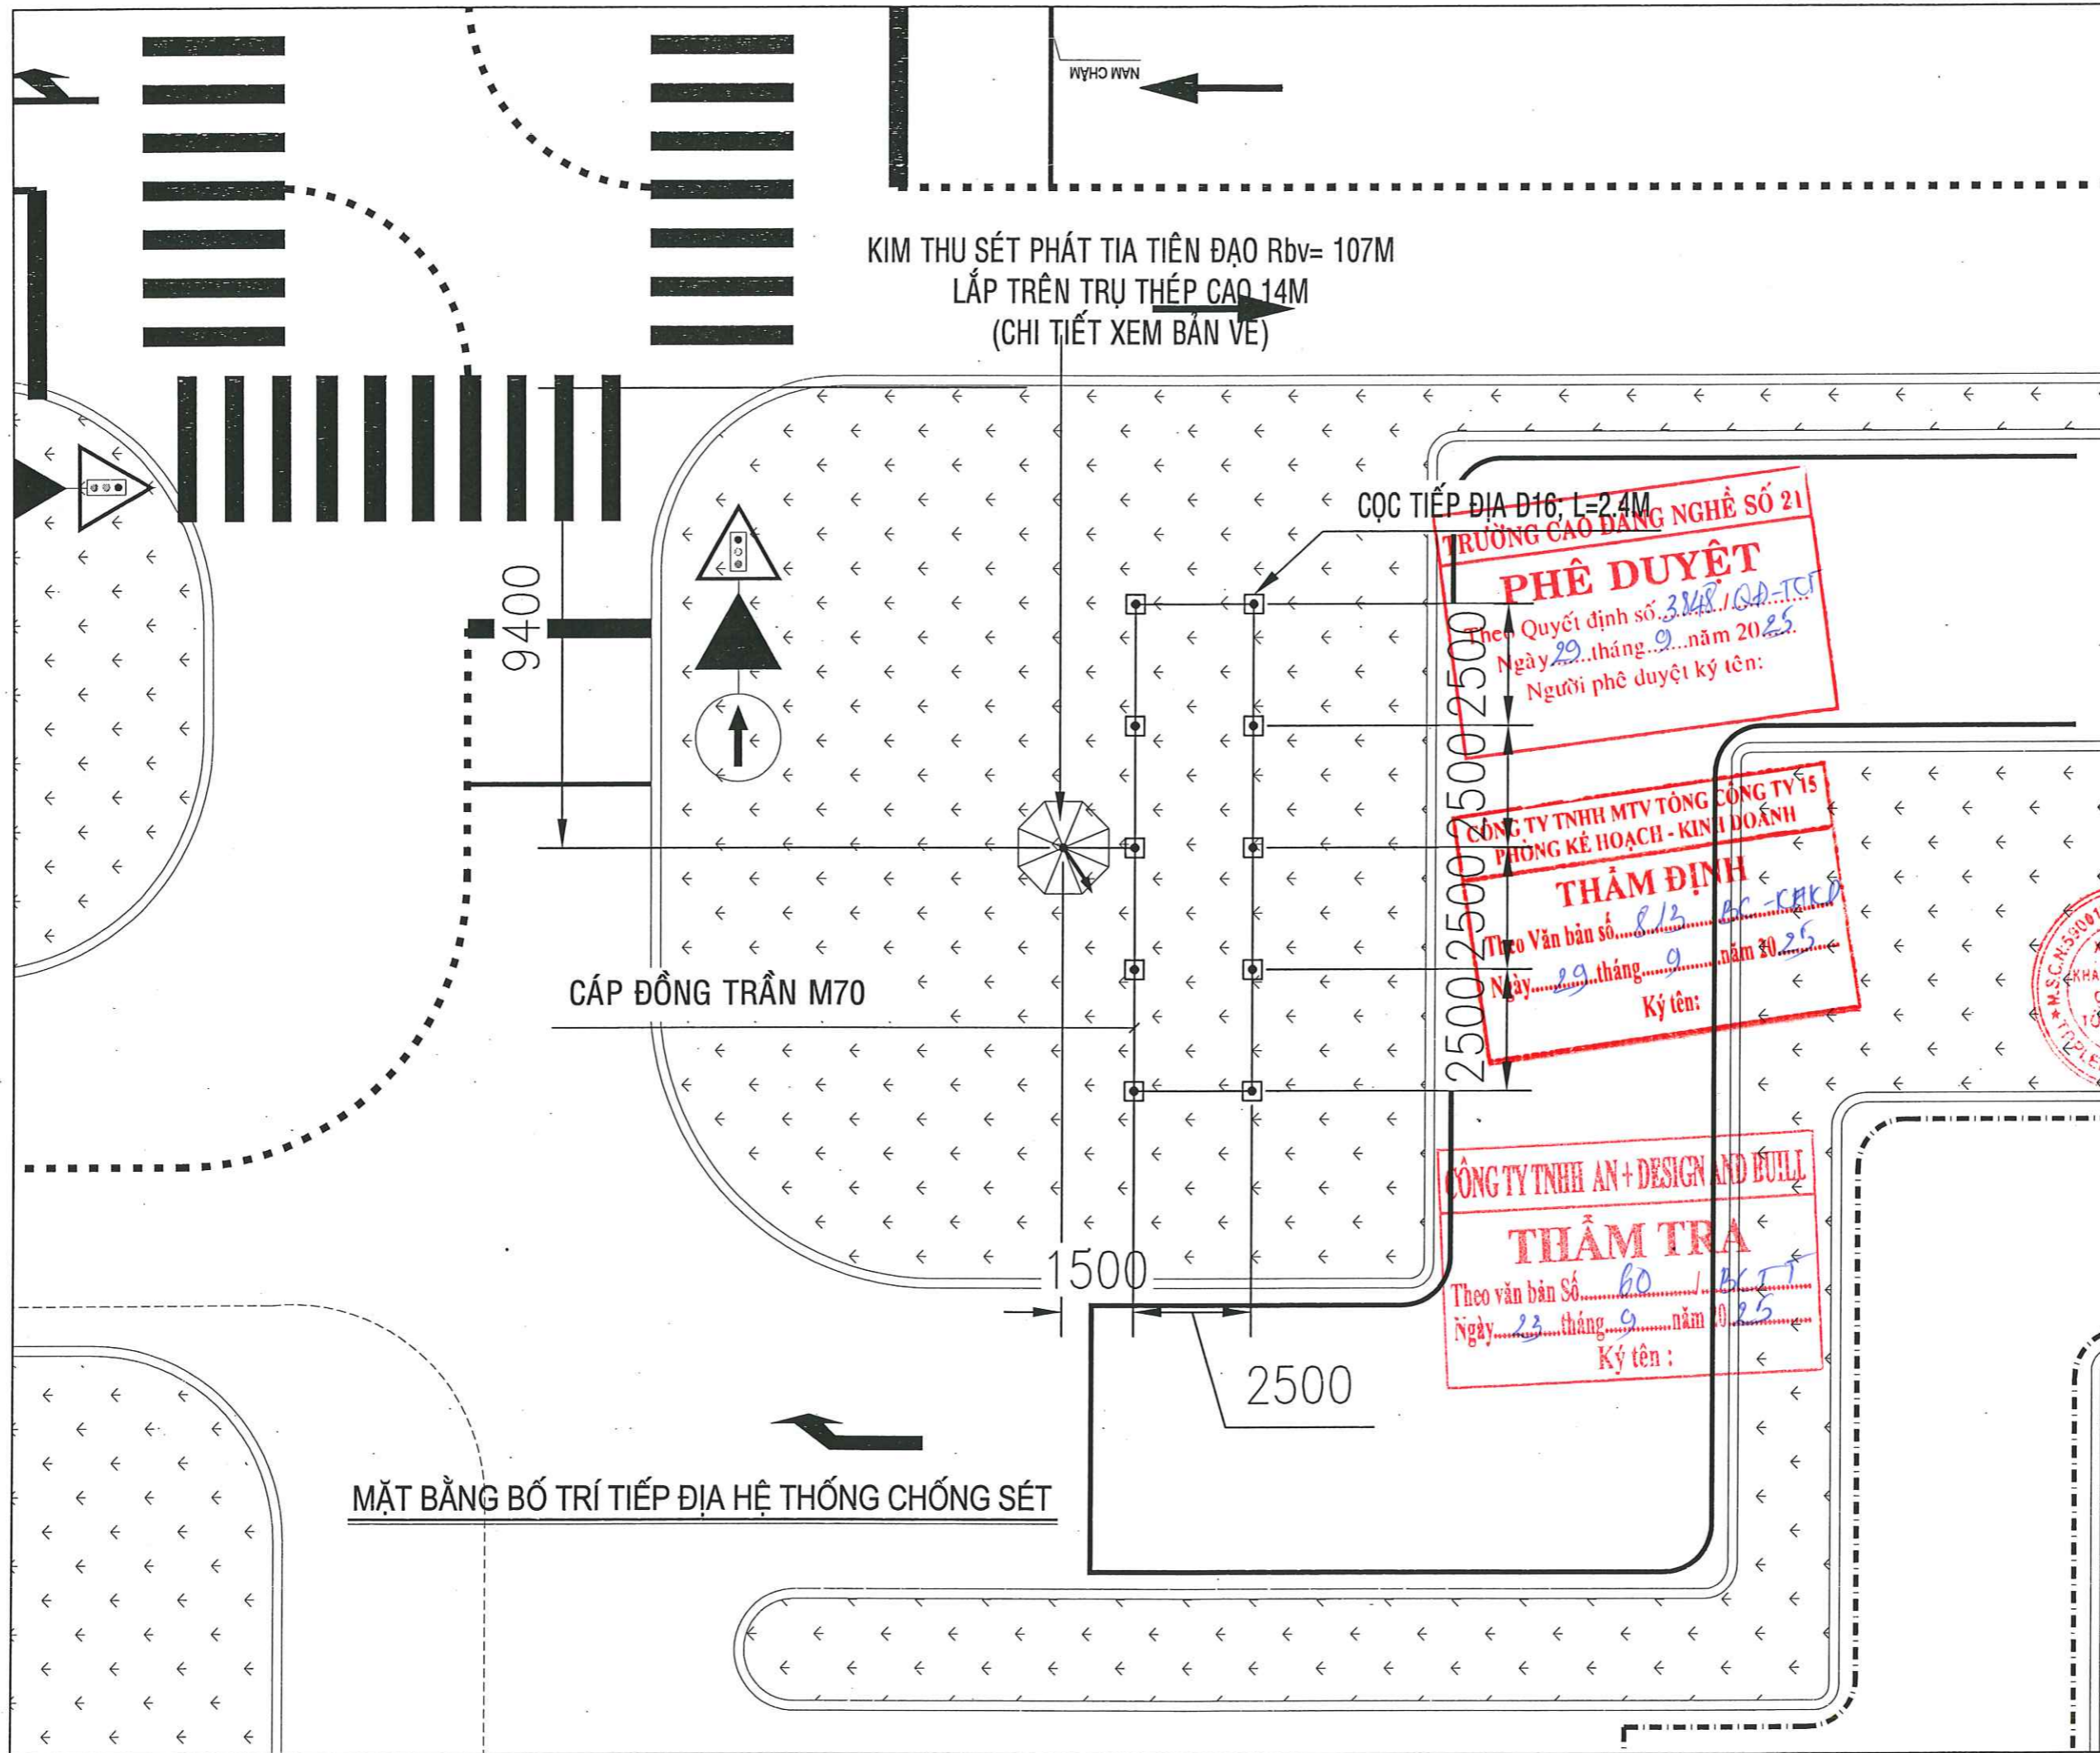 NAM CHÂM
KIM THU SÉT PHÁT TIA TIÊN ĐẠO Rbv= 107M
LẮP TRÊN TRỤ THÉP CAO 14M
(CHI TIẾT XEM BẢN VẼ)
CỌC TIẾP ĐỊA D16; L=2,4M
TRƯỜNG CAO ĐẲNG NGHỀ SỐ 21
PHÊ DUYỆT
Theo Quyết định số 3848/QĐ-TCT
Ngày 29 tháng 9 năm 2025
Người phê duyệt ký tên:
9400
2500
2500
2500
2500
CÔNG TY TNHH MTV TỔNG CÔNG TY 15
PHÒNG KẾ HOẠCH - KINH DOANH
THẨM ĐỊNH
Theo Văn bản số 813 BC-KHKD
Ngày 29 tháng 9 năm 2025
Ký tên:
CÁP ĐỒNG TRẦN M70
CÔNG TY TNHH AN+DESIGN AND BUILL
THẨM TRA
Theo văn bản Số 60 / BCTT
Ngày 23 tháng 9 năm 2025
Ký tên :
1500
2500
MẶT BẰNG BỐ TRÍ TIẾP ĐỊA HỆ THỐNG CHỐNG SÉT